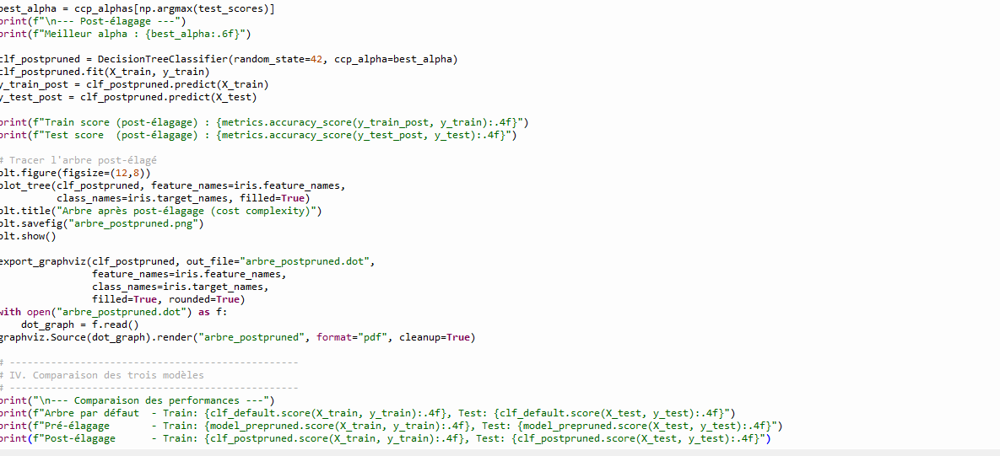 best_alpha = ccp_alphas[np.argmax(test_scores)]
print(f"\n--- Post-élagage ---")
print(f"Meilleur alpha : {best_alpha:.6f}")
clf_postpruned = DecisionTreeClassifier(random_state=42, ccp_alpha=best_alpha)
clf_postpruned.fit(X_train, y_train)
y_train_post = clf_postpruned.predict(X_train)
y_test_post = clf_postpruned.predict(X_test)
print(f"Train score (post-élagage) : {metrics.accuracy_score(y_train_post, y_train):.4f}")
print(f"Test score  (post-élagage) : {metrics.accuracy_score(y_test_post, y_test):.4f}")
# Tracer l'arbre post-élagé
plt.figure(figsize=(12,8))
plot_tree(clf_postpruned, feature_names=iris.feature_names,
          class_names=iris.target_names, filled=True)
plt.title("Arbre après post-élagage (cost complexity)")
plt.savefig("arbre_postpruned.png")
plt.show()
export_graphviz(clf_postpruned, out_file="arbre_postpruned.dot",
                feature_names=iris.feature_names,
                class_names=iris.target_names,
                filled=True, rounded=True)
with open("arbre_postpruned.dot") as f:
    dot_graph = f.read()
graphviz.Source(dot_graph).render("arbre_postpruned", format="pdf", cleanup=True)
# -------------------------------------------------
# IV. Comparaison des trois modèles
# -------------------------------------------------
print("\n--- Comparaison des performances ---")
print(f"Arbre par défaut  - Train: {clf_default.score(X_train, y_train):.4f}, Test: {clf_default.score(X_test, y_test):.4f}")
print(f"Pré-élagage       - Train: {model_prepruned.score(X_train, y_train):.4f}, Test: {model_prepruned.score(X_test, y_test):.4f}")
print(f"Post-élagage      - Train: {clf_postpruned.score(X_train, y_train):.4f}, Test: {clf_postpruned.score(X_test, y_test):.4f}")